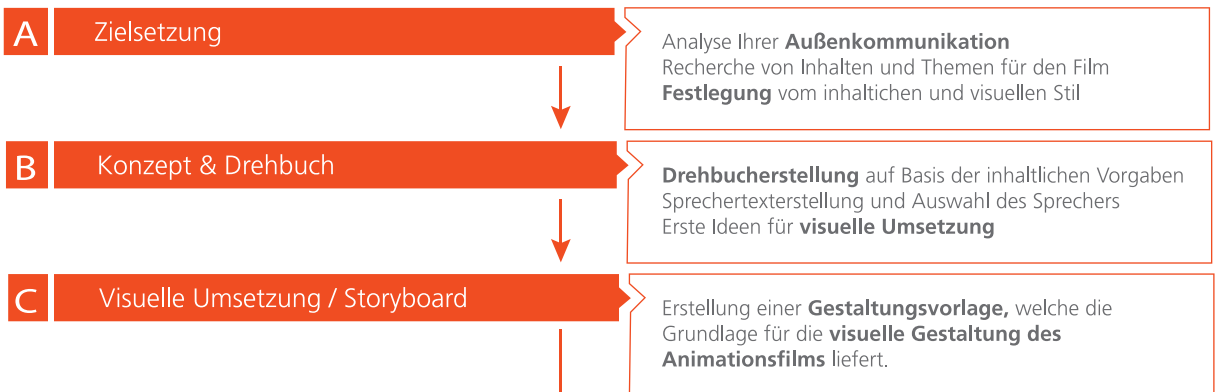 A Zielsetzung
Analyse Ihrer Außenkommunikation
Recherche von Inhalten und Themen für den Film
Festlegung vom inhaltichen und visuellen Stil
B Konzept & Drehbuch
Drehbucherstellung auf Basis der inhaltlichen Vorgaben
Sprechertexterstellung und Auswahl des Sprechers
Erste Ideen für visuelle Umsetzung
C Visuelle Umsetzung / Storyboard
Erstellung einer Gestaltungsvorlage, welche die
Grundlage für die visuelle Gestaltung des
Animationsfilms liefert.